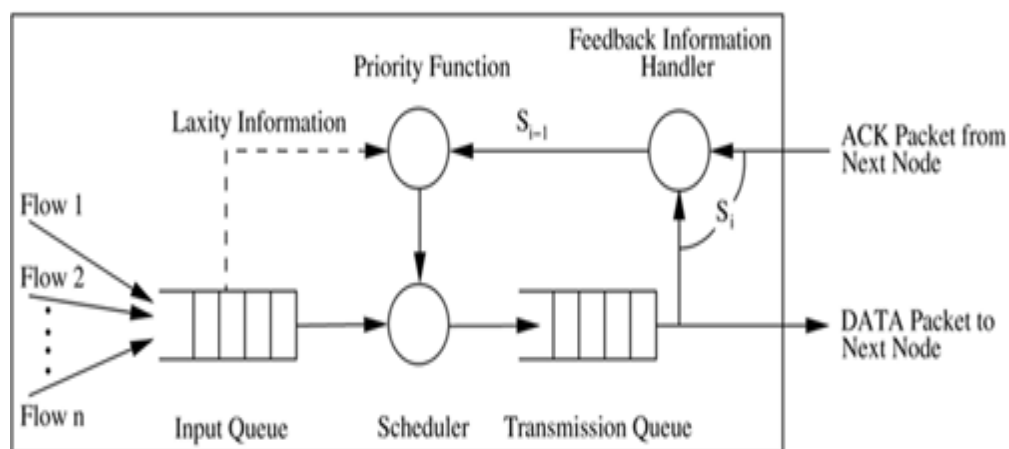 Feedback Information
Handler
Priority Function
Laxity Information
S i-1
ACK Packet from
Next Node
S i
Flow 1
Flow 2
Flow n
DATA Packet to
Next Node
Input Queue
Scheduler
Transmission Queue